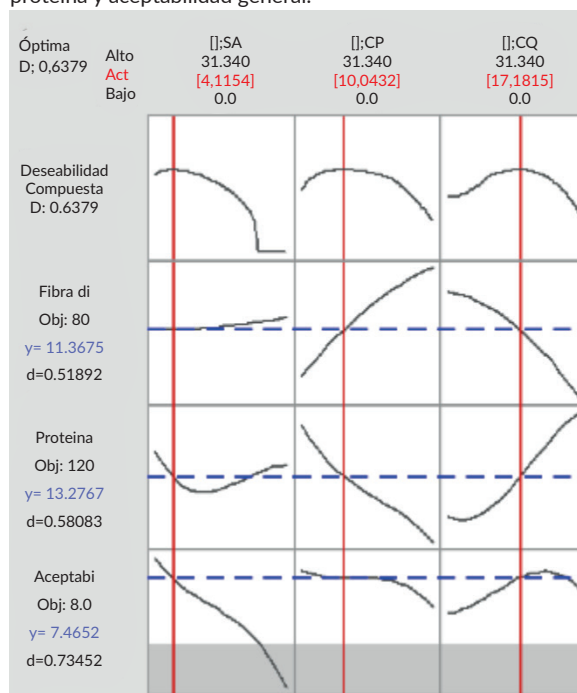 proteína y aceptabilidad general.
Óptima
D; 0,6379
Alto
Act
Bajo
[];SA
31.340
[4,1154]
0.0
[];CP
31.340
[10,0432]
0.0
[];CQ
31.340
[17,1815]
0.0
Deseabilidad
Compuesta
D: 0.6379
Fibra di
Obj: 80
y= 11.3675
d=0.51892
Proteina
Obj: 120
y= 13.2767
d=0.58083
Aceptabi
Obj: 8.0
y= 7.4652
d=0.73452